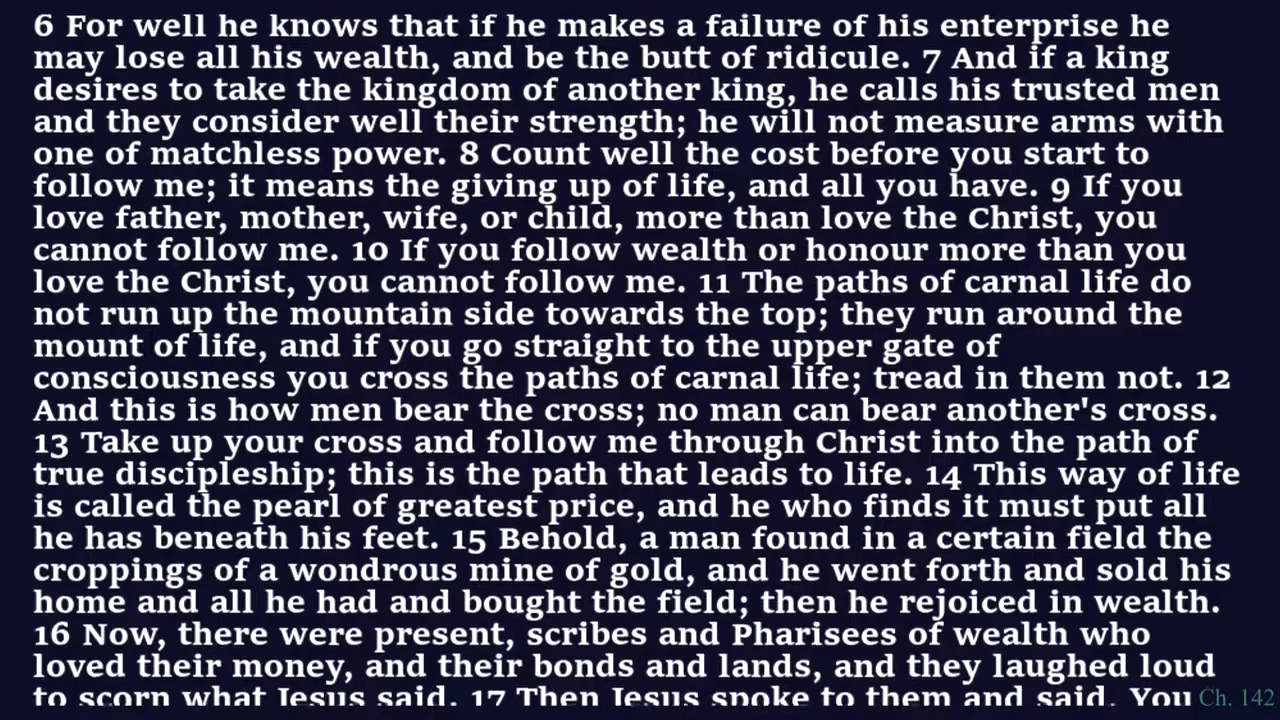 6 For well he knows that if he makes a failure of his enterprise he
may lose all his wealth, and be the butt of ridicule. 7 And if a king
desires to take the kingdom of another king, he calls his trusted men
and they consider well their strength; he will not measure arms with
one of matchless power. 8 Count well the cost before you start to
follow me; it means the giving up of life, and all you have. 9 If you
love father, mother, wife, or child, more than love the Christ, you
cannot follow me. 10 If you follow wealth or honour more than you
love the Christ, you cannot follow me. 11 The paths of carnal life do
not run up the mountain side towards the top; they run around the
mount of life, and if you go straight to the upper gate of
consciousness you cross the paths of carnal life; tread in them not. 12
And this is how men bear the cross; no man can bear another's cross.
13 Take up your cross and follow me through Christ into the path of
true discipleship; this is the path that leads to life. 14 This way of life
is called the pearl of greatest price, and he who finds it must put all
he has beneath his feet. 15 Behold, a man found in a certain field the
croppings of a wondrous mine of gold, and he went forth and sold his
home and all he had and bought the field; then he rejoiced in wealth.
16 Now, there were present, scribes and Pharisees of wealth who
loved their money, and their bonds and lands, and they laughed loud
to scorn what Jesus said. 17 Then Jesus spoke to them and said, You
Ch. 142